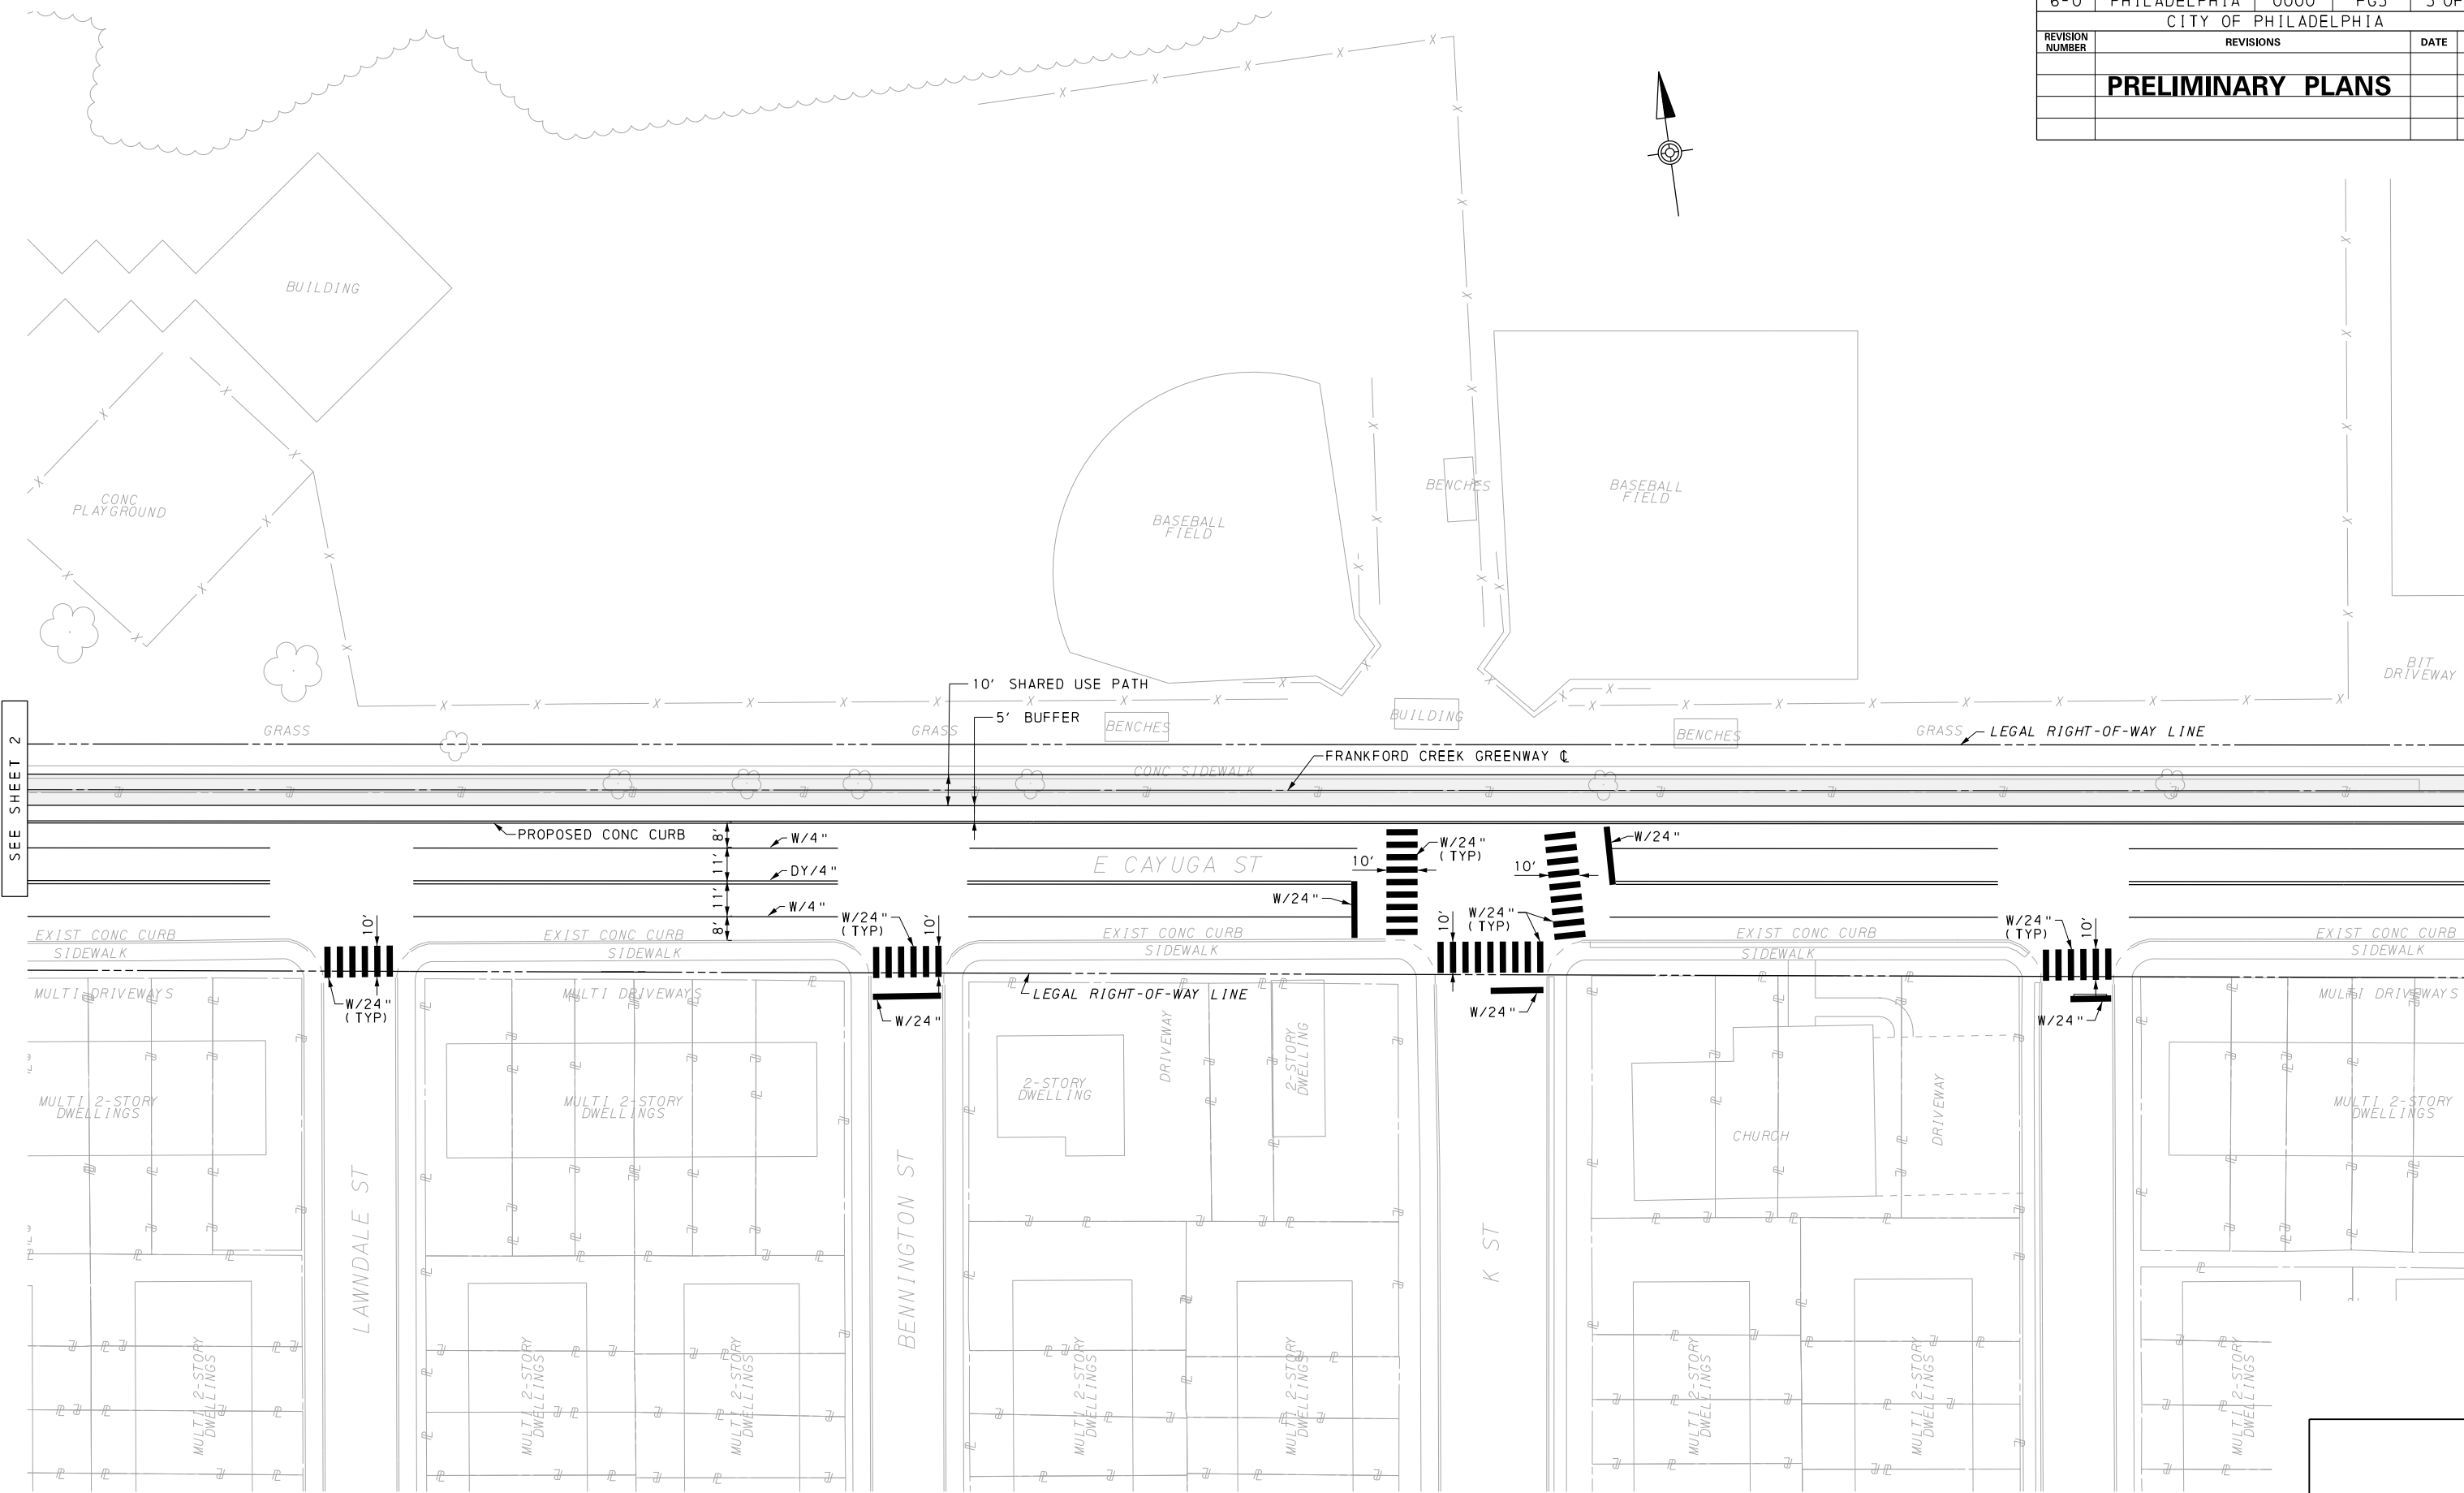 6-0 PHILADELPHIA 0000 FG3 3 OF
CITY OF PHILADELPHIA
REVISION NUMBER REVISIONS DATE
PRELIMINARY PLANS
BUILDING
CONC
PLAYGROUND
BASEBALL
FIELD
BENCHES
BASEBALL
FIELD
BIT
DRIVEWAY
SEE SHEET 2
10' SHARED USE PATH
5' BUFFER
GRASS
GRASS
BENCHES
BUILDING
BENCHES
GRASS
LEGAL RIGHT-OF-WAY LINE
FRANKFORD CREEK GREENWAY ℄
CONC SIDEWALK
PROPOSED CONC CURB
8'
W/4"
11'
DY/4"
11'
W/4"
8'
E CAYUGA ST
10'
W/24"
(TYP)
10'
W/24"
W/24"
EXIST CONC CURB
SIDEWALK
10'
W/24"
(TYP)
EXIST CONC CURB
SIDEWALK
W/24"
(TYP)
10'
W/24"
EXIST CONC CURB
SIDEWALK
LEGAL RIGHT-OF-WAY LINE
10'
W/24"
(TYP)
W/24"
EXIST CONC CURB
SIDEWALK
W/24"
(TYP)
10'
W/24"
EXIST CONC CURB
SIDEWALK
MULTI DRIVEWAYS
MULTI DRIVEWAYS
MULTI DRIVEWAYS
MULTI 2-STORY
DWELLINGS
MULTI 2-STORY
DWELLINGS
2-STORY
DWELLING
DRIVEWAY
2-STORY
DWELLING
CHURCH
DRIVEWAY
MULTI 2-STORY
DWELLINGS
LAWNDALE ST
BENNINGTON ST
K ST
MULTI 2-STORY
DWELLINGS
MULTI 2-STORY
DWELLINGS
MULTI 2-STORY
DWELLINGS
MULTI 2-STORY
DWELLINGS
MULTI 2-STORY
DWELLINGS
MULTI 2-STORY
DWELLINGS
MULTI 2-STORY
DWELLINGS
MULTI 2-STORY
DWELLINGS